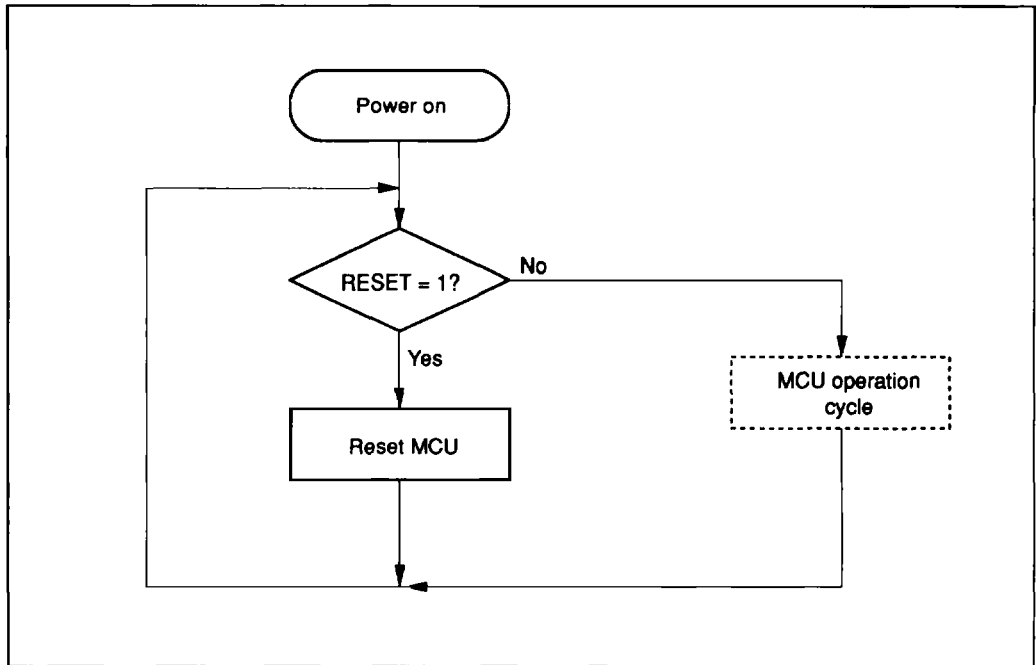 Power on
RESET = 1?
No
Yes
MCU operation
cycle
Reset MCU